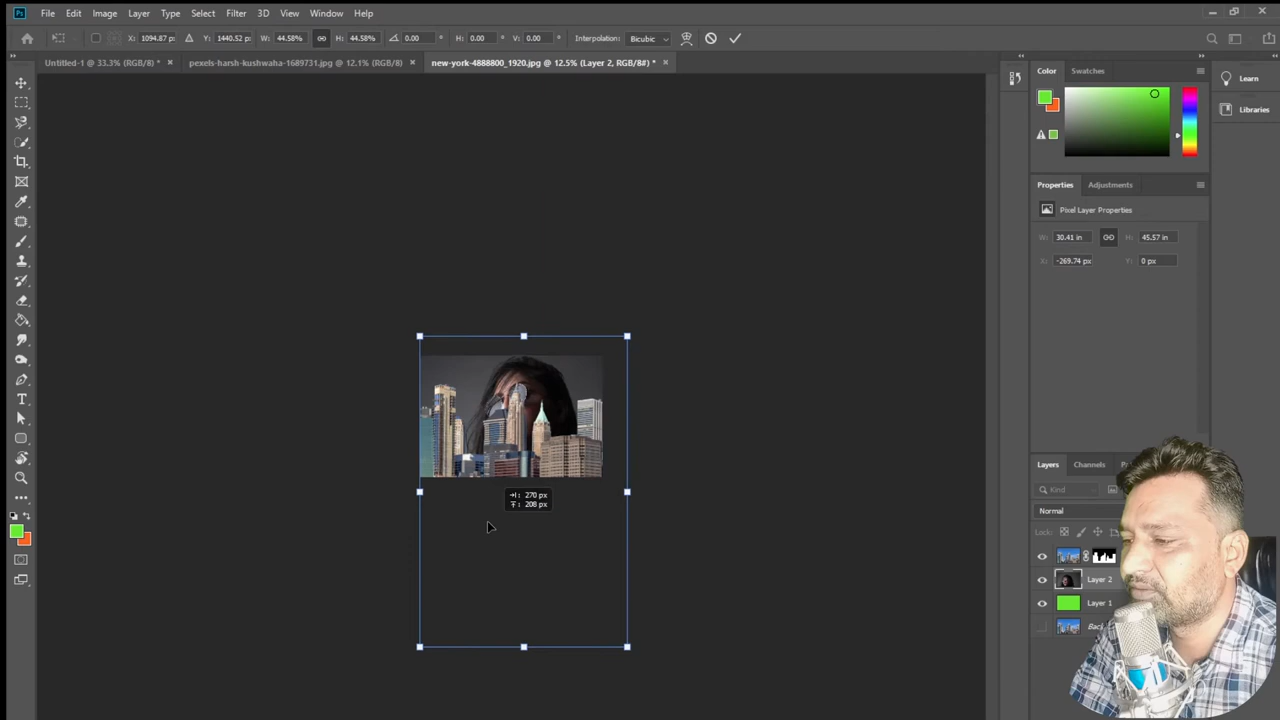 Ps File Edit Image Layer Type Select Filter 3D View Window Help
X: 1094.87 px Y: 1440.52 px W: 44.58% H: 44.58% 0.00 ° H: 0.00 ° V: 0.00 ° Interpolation: Bicubic
Untitled-1 @ 33.3% (RGB/8) * × pexels-harsh-kushwaha-1689731.jpg @ 12.1% (RGB/8) × new-york-4888800_1920.jpg @ 12.5% (Layer 2, RGB/8#) * ×
Color Swatches
Learn
Libraries
Properties Adjustments
Pixel Layer Properties
W: 30.41 in H: 45.57 in
X: -269.74 px Y: 0 px
Layers Channels
Kind
Normal
Lock:
Layer 2
Layer 1
: 270 px
: 208 px